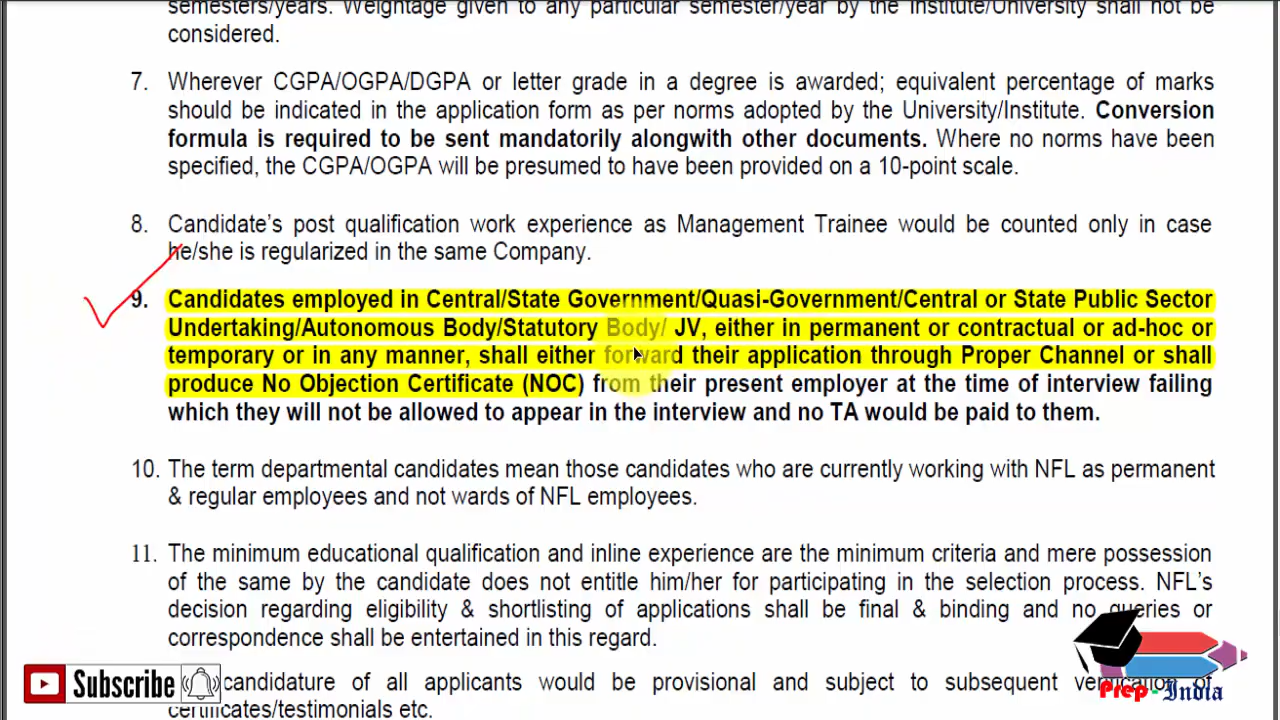 semesters/years. Weightage given to any particular semester/year by the Institute/University shall not be
considered.
7. Wherever CGPA/OGPA/DGPA or letter grade in a degree is awarded; equivalent percentage of marks
should be indicated in the application form as per norms adopted by the University/Institute. Conversion
formula is required to be sent mandatorily alongwith other documents. Where no norms have been
specified, the CGPA/OGPA will be presumed to have been provided on a 10-point scale.
8. Candidate's post qualification work experience as Management Trainee would be counted only in case
he/she is regularized in the same Company.
9. Candidates employed in Central/State Government/Quasi-Government/Central or State Public Sector
Undertaking/Autonomous Body/Statutory Body/ JV, either in permanent or contractual or ad-hoc or
temporary or in any manner, shall either forward their application through Proper Channel or shall
produce No Objection Certificate (NOC) from their present employer at the time of interview failing
which they will not be allowed to appear in the interview and no TA would be paid to them.
10. The term departmental candidates mean those candidates who are currently working with NFL as permanent
& regular employees and not wards of NFL employees.
11. The minimum educational qualification and inline experience are the minimum criteria and mere possession
of the same by the candidate does not entitle him/her for participating in the selection process. NFL's
decision regarding eligibility & shortlisting of applications shall be final & binding and no queries or
correspondence shall be entertained in this regard.
candidature of all applicants would be provisional and subject to subsequent verification of
certificates/testimonials etc.
Subscribe
Prep-India